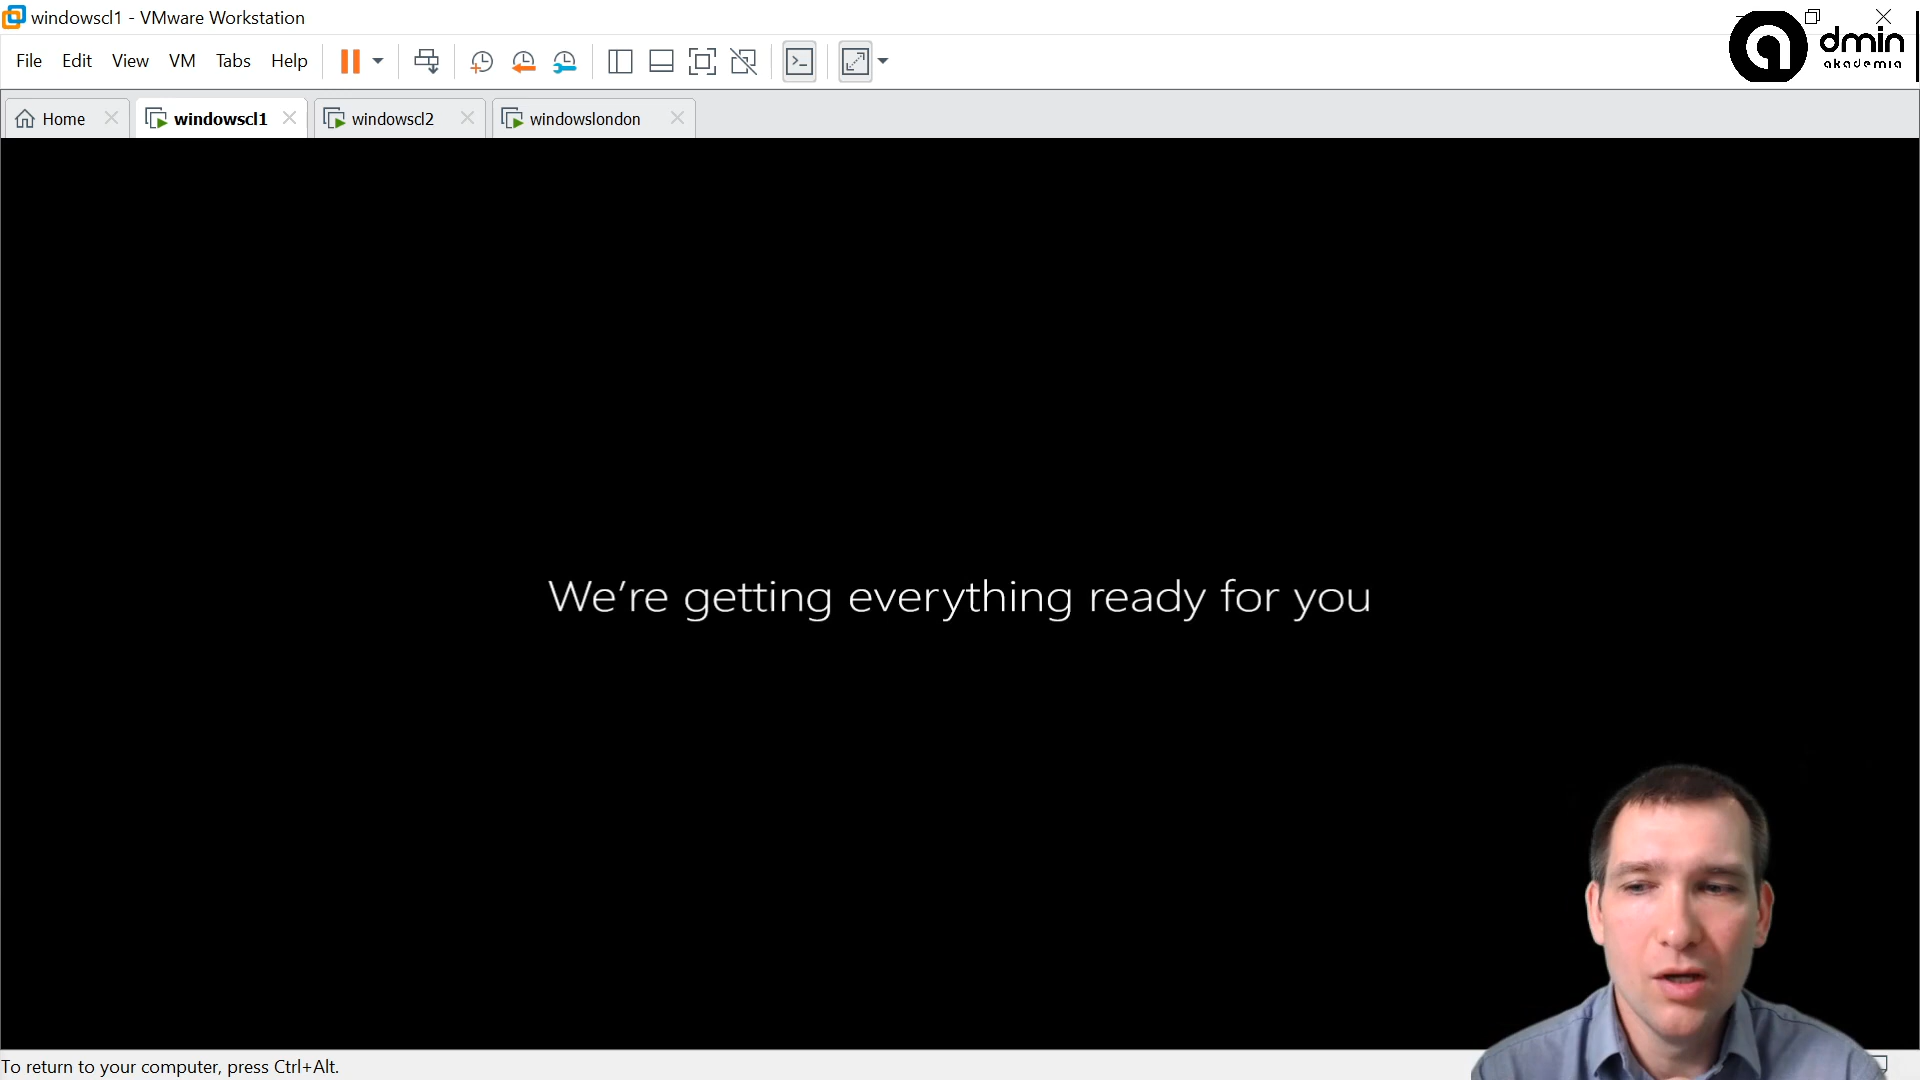 windowscl1 - VMware Workstation
File Edit View VM Tabs Help
dmin
akademia
Home windowscl1 windowscl2 windowslondon
We're getting everything ready for you
To return to your computer, press Ctrl+Alt.